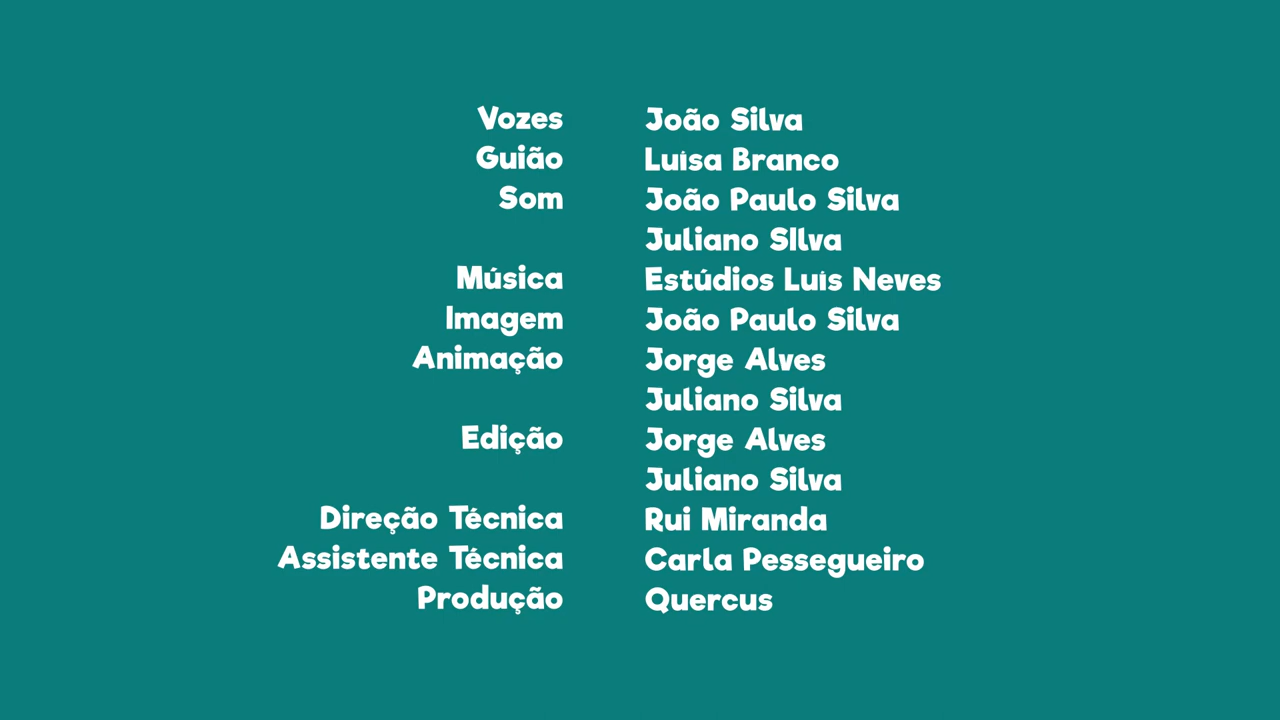 Vozes João Silva
Guião Luísa Branco
Som João Paulo Silva
Juliano SIlva
Música Estúdios Luís Neves
Imagem João Paulo Silva
Animação Jorge Alves
Juliano Silva
Edição Jorge Alves
Juliano Silva
Direção Técnica Rui Miranda
Assistente Técnica Carla Pessegueiro
Produção Quercus